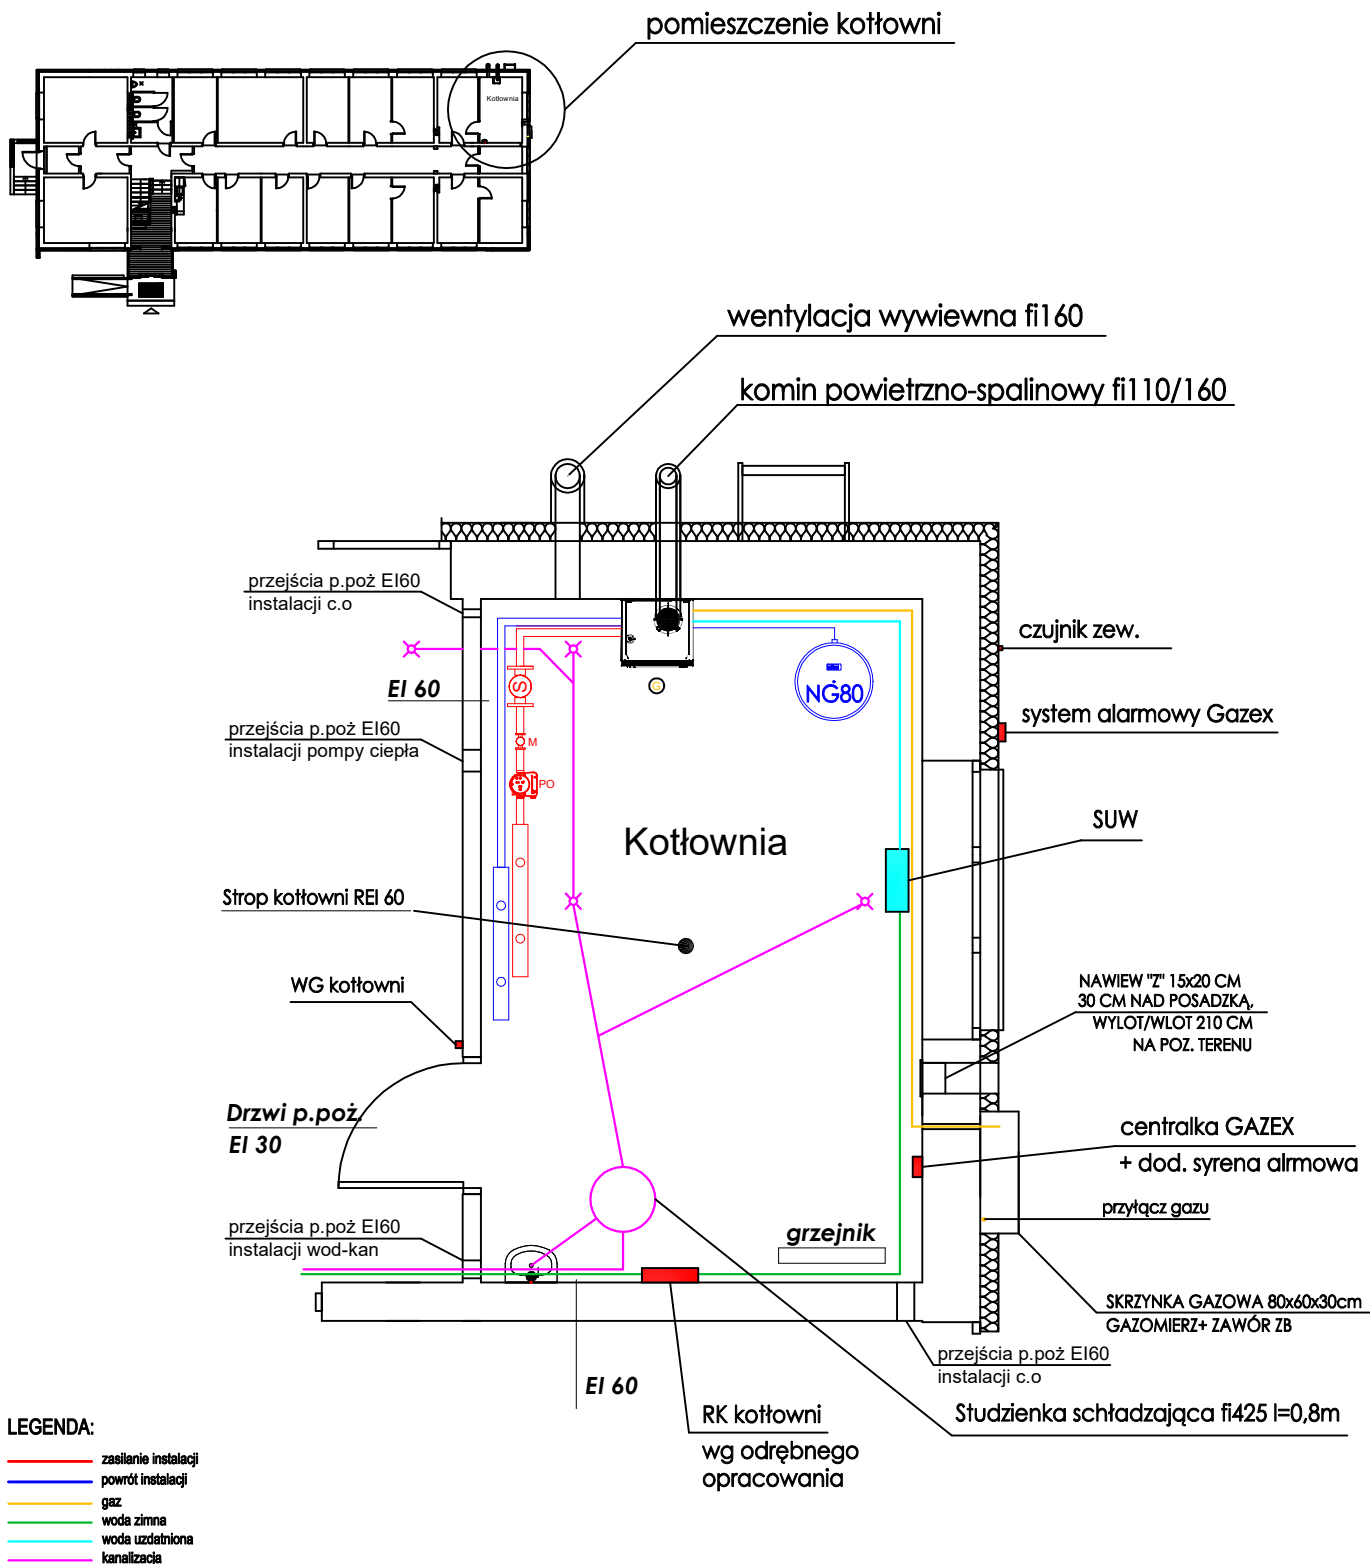 pomieszczenie kotłowni
Kotłownia
wentylacja wywiewna fi160
komin powietrzno-spalinowy fi110/160
przejścia p.poż EI60
instalacji c.o
czujnik zew.
EI 60
S
G
NG80
system alarmowy Gazex
przejścia p.poż EI60
instalacji pompy ciepła
M
PO
SUW
Kotłownia
Strop kotłowni REI 60
WG kotłowni
NAWIEW "Z" 15x20 CM
30 CM NAD POSADZKĄ,
WYLOT/WLOT 210 CM
NA POZ. TERENU
Drzwi p.poż.
EI 30
centralka GAZEX
+ dod. syrena alrmowa
przyłącz gazu
przejścia p.poż EI60
instalacji wod-kan
grzejnik
SKRZYNKA GAZOWA 80x60x30cm
GAZOMIERZ+ ZAWÓR ZB
przejścia p.poż EI60
instalacji c.o
EI 60
RK kotłowni
wg odrębnego
opracowania
Studzienka schładzająca fi425 l=0,8m
LEGENDA:
zasilanie instalacji
powrót instalacji
gaz
woda zimna
woda uzdatniona
kanalizacja